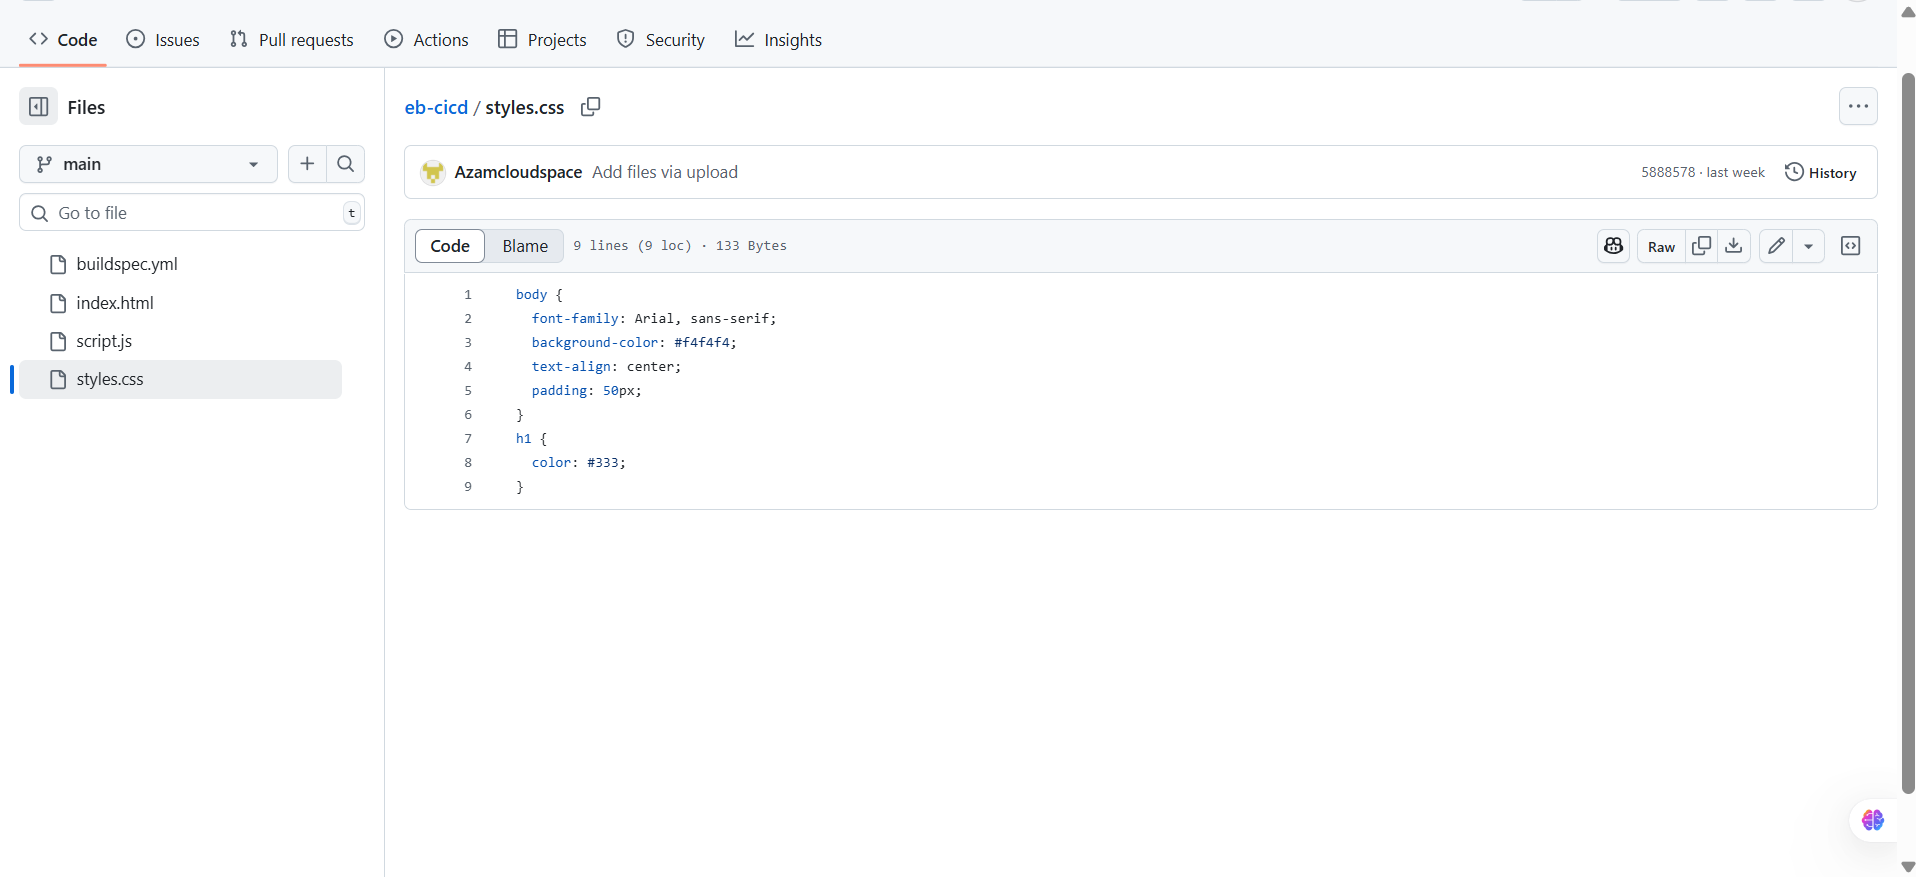 Code Issues Pull requests Actions Projects Security Insights
Files
main
Go to file t
buildspec.yml
index.html
script.js
styles.css
eb-cicd / styles.css
Azamcloudspace Add files via upload 5888578 · last week History
Code Blame 9 lines (9 loc) · 133 Bytes Raw
1 body {
2   font-family: Arial, sans-serif;
3   background-color: #f4f4f4;
4   text-align: center;
5   padding: 50px;
6 }
7 h1 {
8   color: #333;
9 }